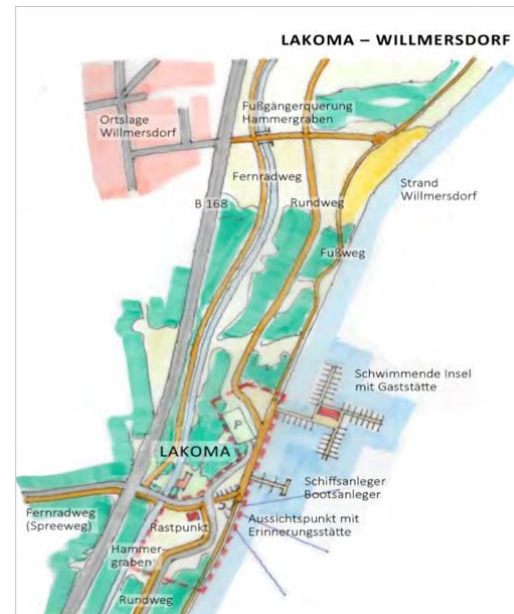 LAKOMA – WILLMERSDORF
Ortslage
Willmersdorf
Fußgängerquerung
Hammergraben
Fernradweg
Strand
Willmersdorf
B 168
Rundweg
Fußweg
Schwimmende Insel
mit Gaststätte
P
LAKOMA
Schiffsanleger
Bootsanleger
Fernradweg
(Spreeweg)
Rastpunkt
Aussichtspunkt mit
Erinnerungsstätte
Hammer-
graben
Rundweg